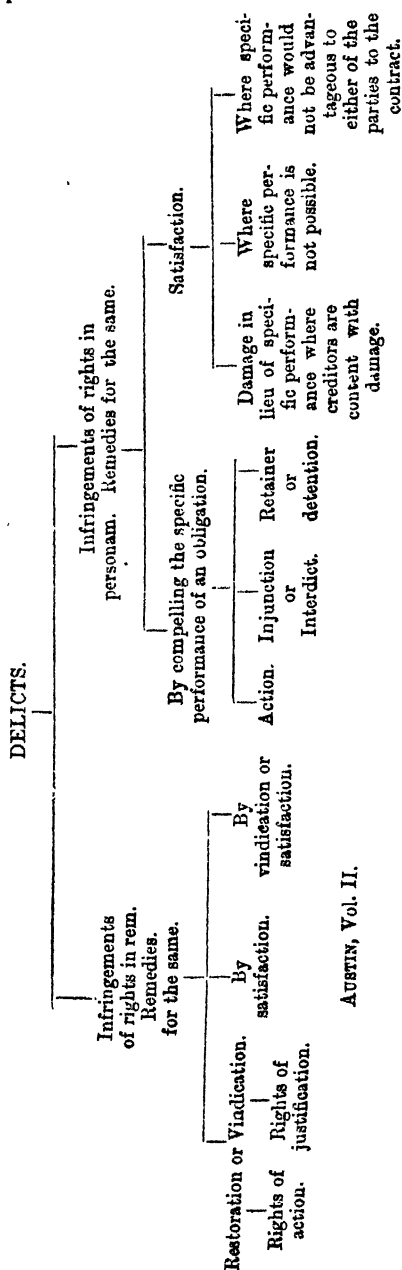 DELICTS.
Infringements
of rights in rem.
Remedies.
for the same.
Restoration or Vindication.
Rights of
action.
Rights of
justification.
By
satisfaction.
By
vindication or
satisfaction.
Infringements of rights in
personam. Remedies for the same.
By compelling the specific
performance of an obligation.
Action.
Injunction
or
Interdict.
Retainer
or
detention.
Satisfaction.
Damage in
lieu of speci-
fic perform-
ance where
creditors are
content with
damage.
Where
specific per-
formance is
not possible.
Where speci-
fic perform-
ance would
not be advan-
tageous to
either of the
parties to the
contract.
AUSTIN, Vol. II.